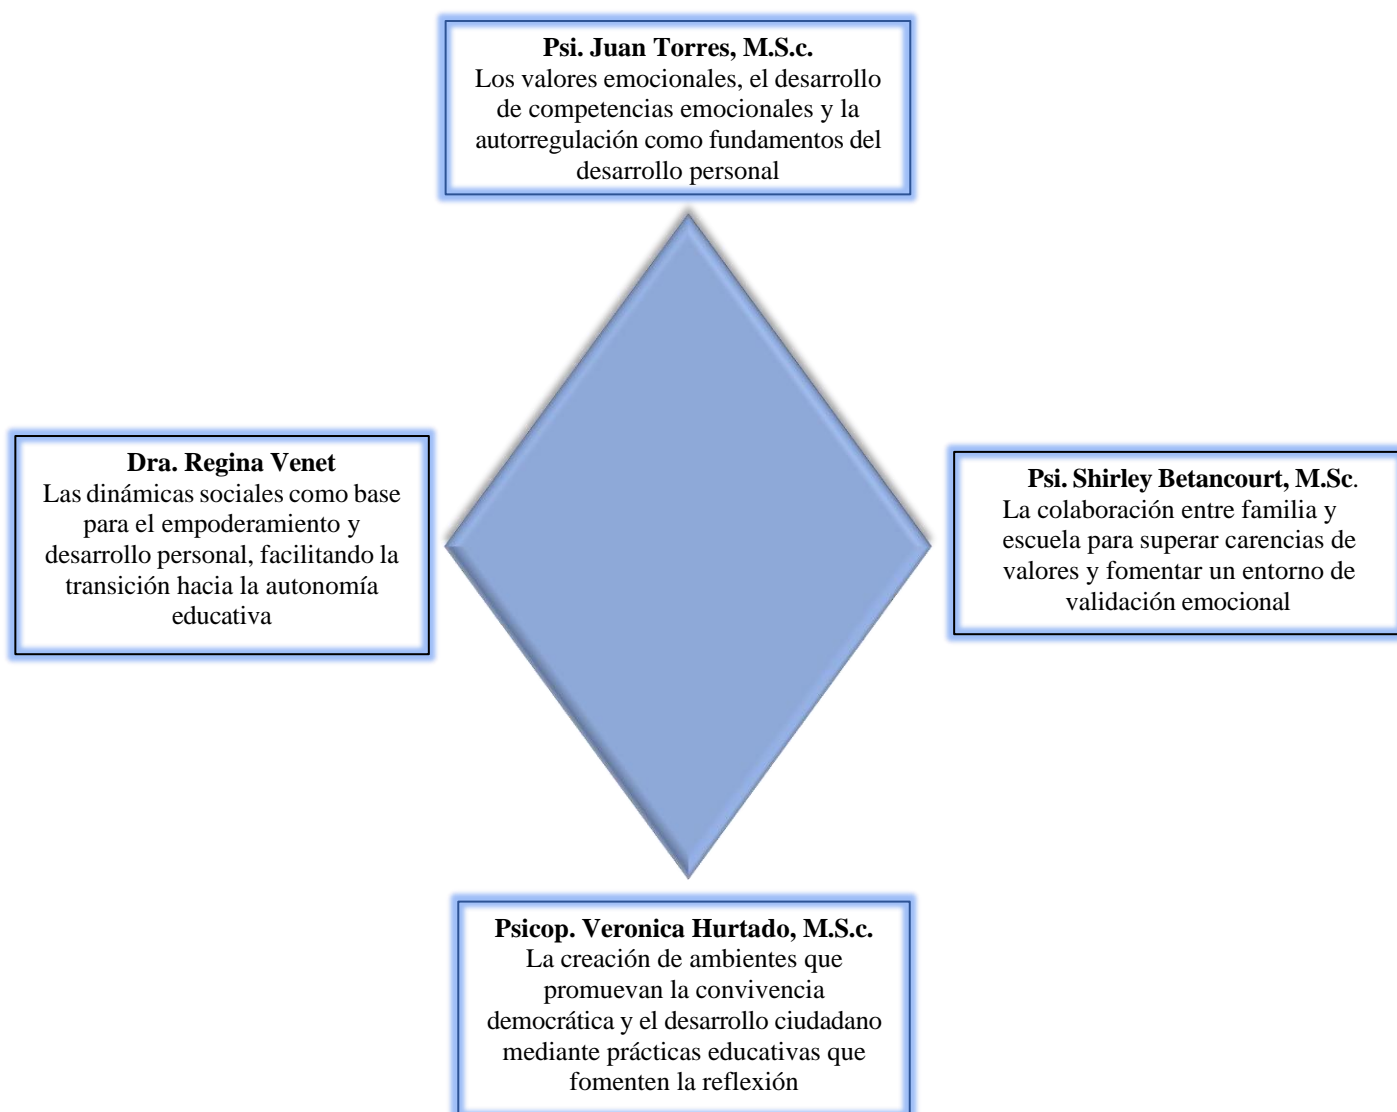 Psi. Juan Torres, M.S.c.
Los valores emocionales, el desarrollo
de competencias emocionales y la
autorregulación como fundamentos del
desarrollo personal
Dra. Regina Venet
Las dinámicas sociales como base
para el empoderamiento y
desarrollo personal, facilitando la
transición hacia la autonomía
educativa
Psi. Shirley Betancourt, M.Sc.
La colaboración entre familia y
escuela para superar carencias de
valores y fomentar un entorno de
validación emocional
Psicop. Veronica Hurtado, M.S.c.
La creación de ambientes que
promuevan la convivencia
democrática y el desarrollo ciudadano
mediante prácticas educativas que
fomenten la reflexión